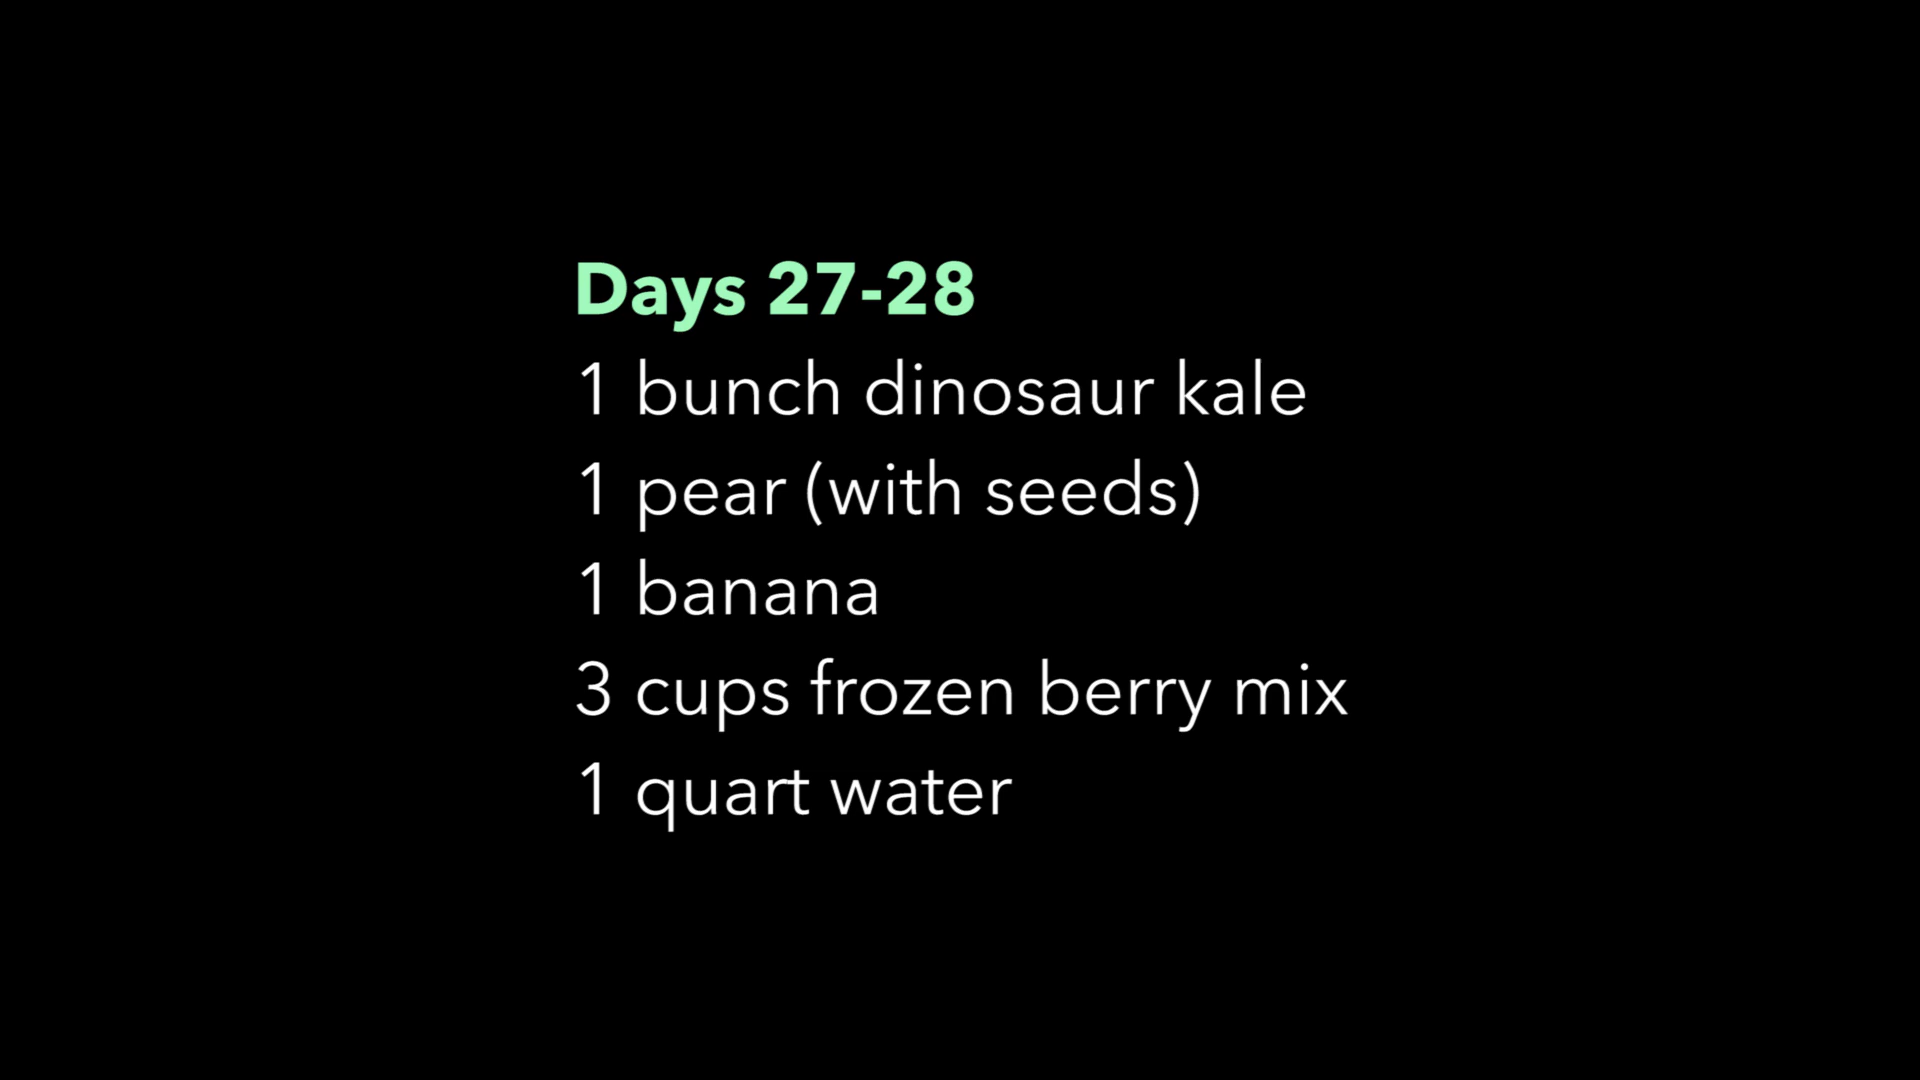 Days 27-28
1 bunch dinosaur kale
1 pear (with seeds)
1 banana
3 cups frozen berry mix
1 quart water